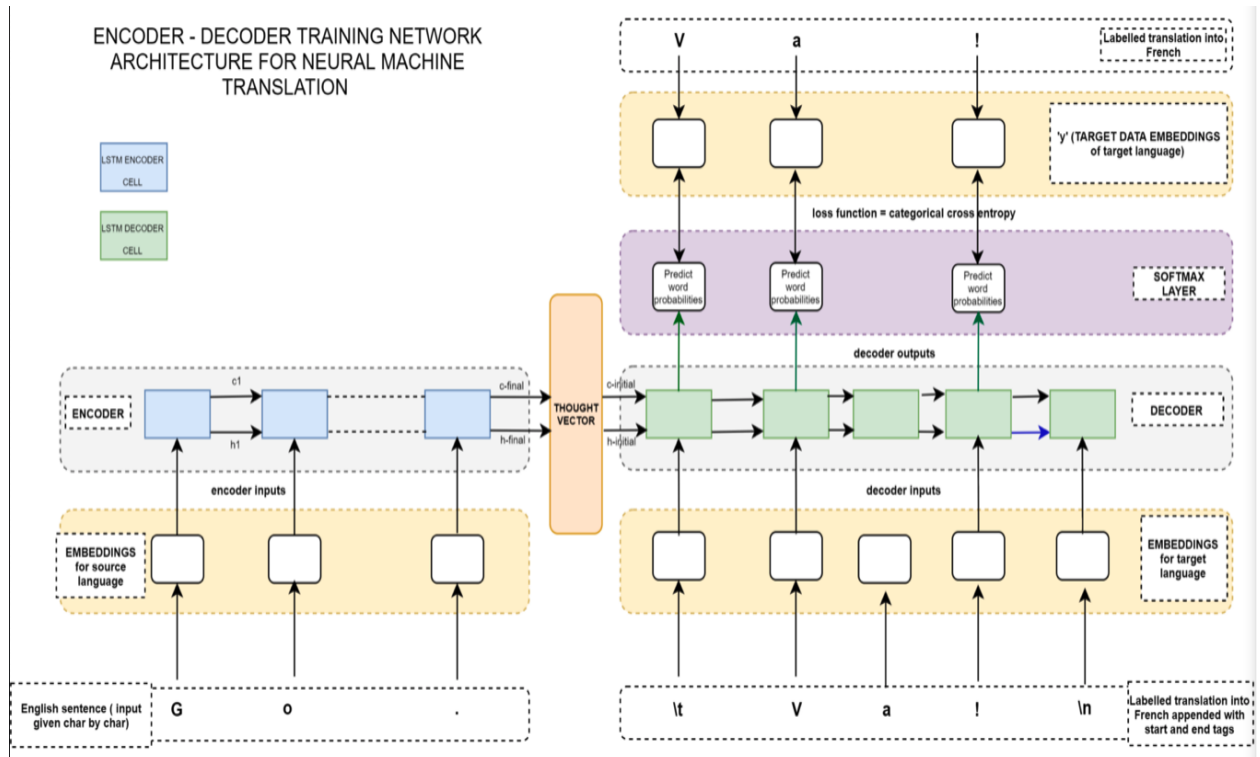 ENCODER - DECODER TRAINING NETWORK
ARCHITECTURE FOR NEURAL MACHINE
TRANSLATION
LSTM ENCODER
CELL
LSTM DECODER
CELL
V a !
Labelled translation into
French
'y' (TARGET DATA EMBEDDINGS
of target language)
loss function = categorical cross entropy
Predict
word
probabilities
Predict
word
probabilities
Predict
word
probabilities
SOFTMAX
LAYER
decoder outputs
ENCODER
c1
h1
c-final
h-final
THOUGHT
VECTOR
c-initial
h-initial
DECODER
encoder inputs
decoder inputs
EMBEDDINGS
for source
language
EMBEDDINGS
for target
language
English sentence ( input
given char by char)
G o .
\t V a ! \n
Labelled translation into
French appended with
start and end tags